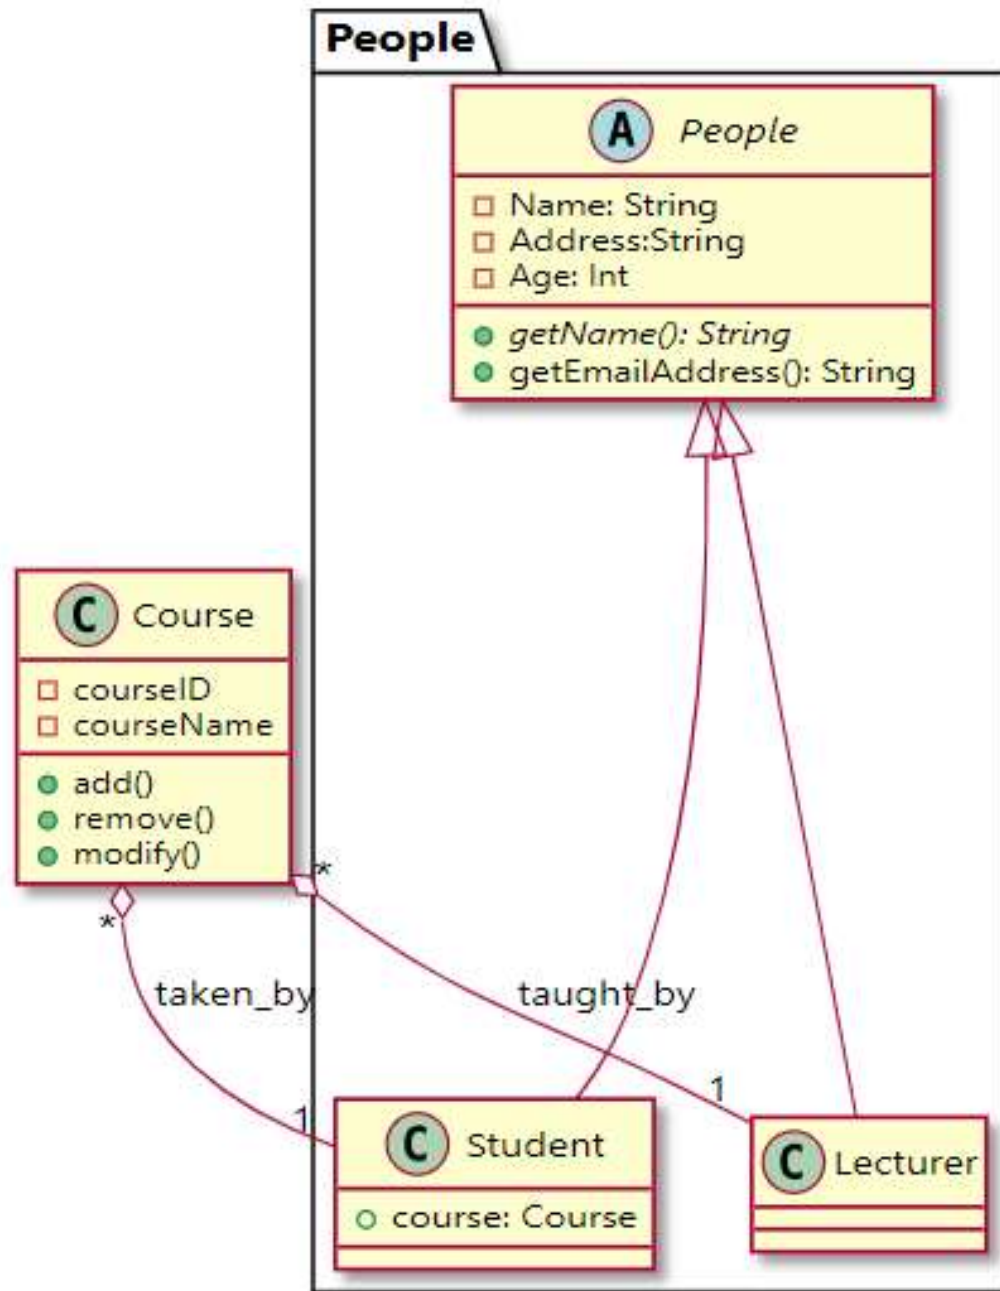 People
A People
Name: String
Address:String
Age: Int
getName(): String
getEmailAddress(): String
C Course
courseID
courseName
add()
remove()
modify()
*
*
taken_by
taught_by
1
1
C Student
course: Course
C Lecturer